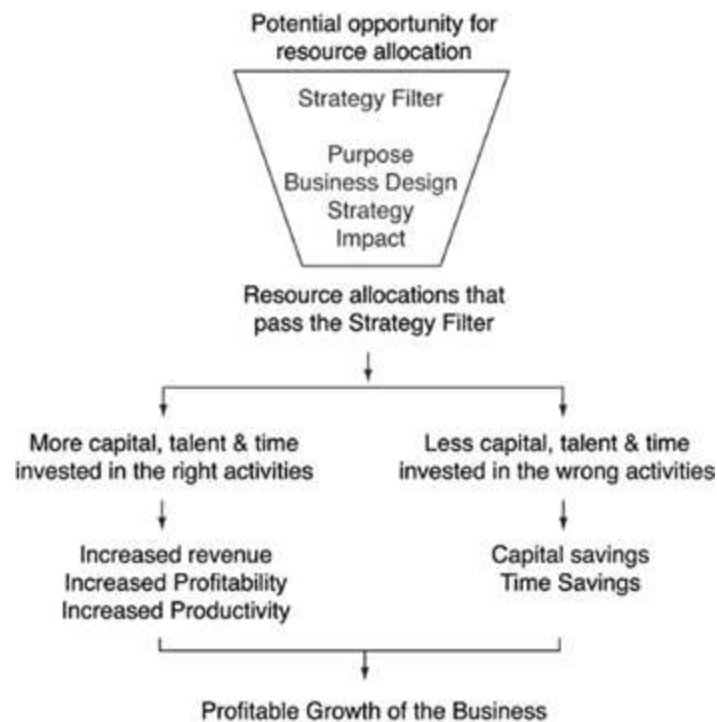 Potential opportunity for
resource allocation
Strategy Filter
Purpose
Business Design
Strategy
Impact
Resource allocations that
pass the Strategy Filter
More capital, talent & time
invested in the right activities
Less capital, talent & time
invested in the wrong activities
Increased revenue
Increased Profitability
Increased Productivity
Capital savings
Time Savings
Profitable Growth of the Business